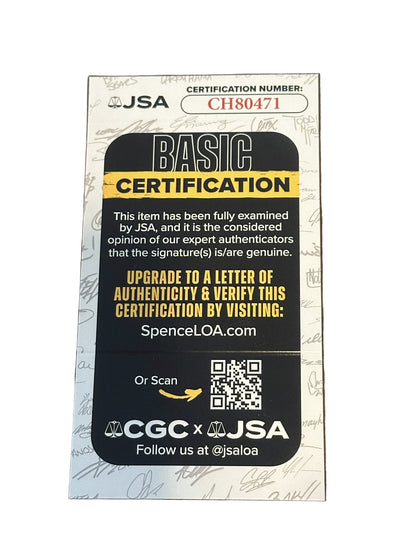 JSA
CERTIFICATION NUMBER:
CH80471
BASIC
CERTIFICATION
This item has been fully examined
by JSA, and it is the considered
opinion of our expert authenticators
that the signature(s) is/are genuine.
UPGRADE TO A LETTER OF
AUTHENTICITY & VERIFY THIS
CERTIFICATION BY VISITING:
SpenceLOA.com
Or Scan
CGC x JSA
Follow us at @jsaloa